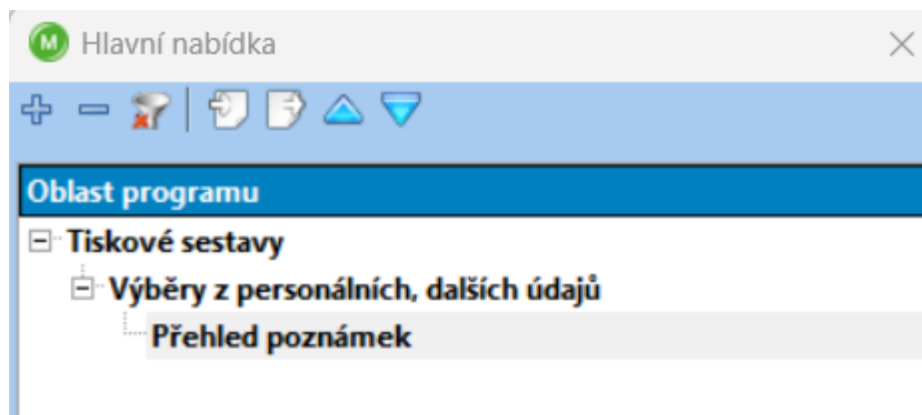 M Hlavní nabídka
Oblast programu
Tiskové sestavy
Výběry z personálních, dalších údajů
Přehled poznámek